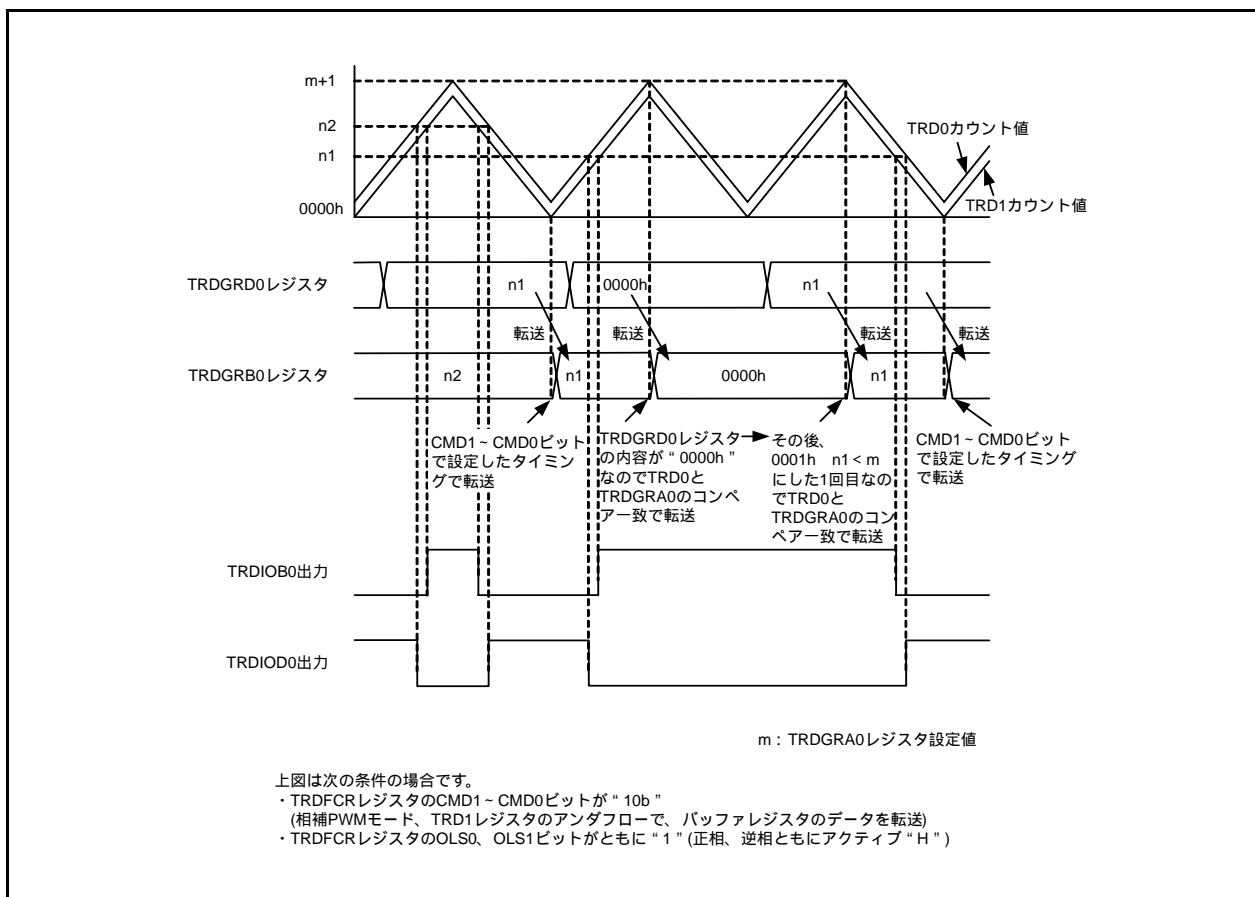 m+1
n2
n1
0000h
TRD0カウント値
TRD1カウント値
TRDGRD0レジスタ
n1
0000h
n1
転送
転送
転送
転送
TRDGRB0レジスタ
n2
n1
0000h
n1
CMD1~CMD0ビット
で設定したタイミン
グで転送
TRDGRD0レジスタ
の内容が“0000h”
なのでTRD0と
TRDGRA0のコンペ
アー致で転送
その後、
0001h n1<m
にした1回目なの
でTRD0と
TRDGRA0のコン
ペアー致で転送
CMD1~CMD0ビット
で設定したタイミング
で転送
TRDIOB0出力
TRDIOD0出力
m:TRDGRA0レジスタ設定値
上図は次の条件の場合です。
・TRDFCRレジスタのCMD1~CMD0ビットが“10b”
(相補PWMモード、TRD1レジスタのアンダフローで、バッファレジスタのデータを転送)
・TRDFCRレジスタのOLS0、OLS1ビットがともに“1”(正相、逆相ともにアクティブ“H”)